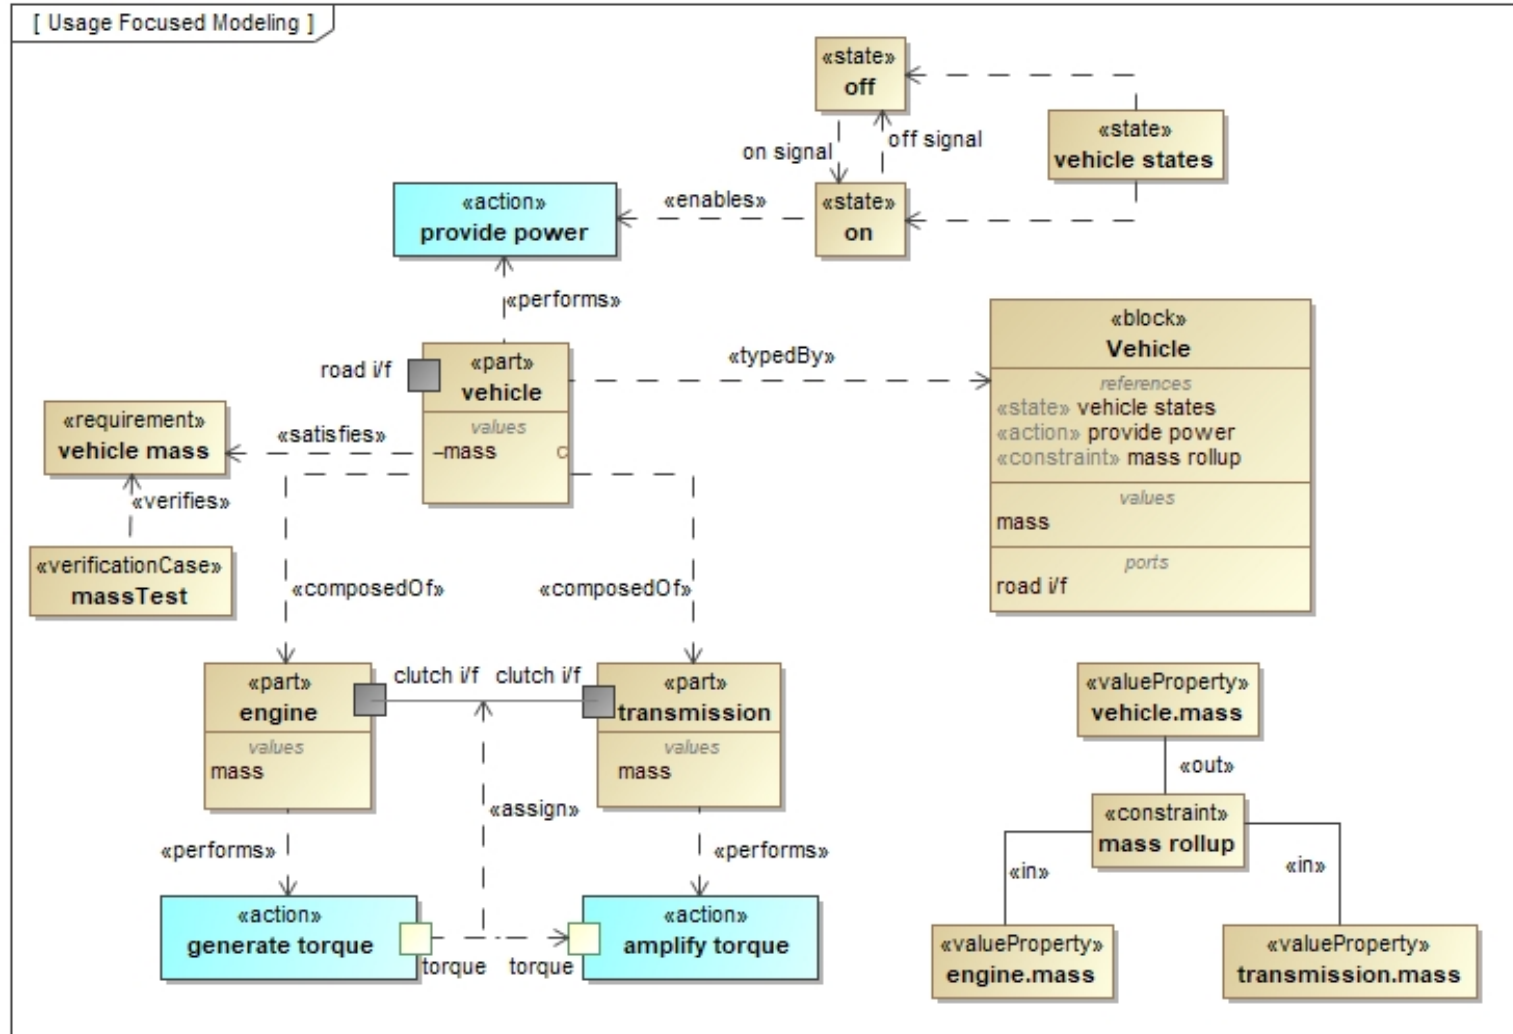 [ Usage Focused Modeling ]
«state»
off
on signal
off signal
«state»
vehicle states
«action»
provide power
«enables»
«state»
on
«performs»
road i/f
«part»
vehicle
values
mass
c
«typedBy»
«block»
Vehicle
references
«state» vehicle states
«action» provide power
«constraint» mass rollup
values
mass
ports
road i/f
«requirement»
vehicle mass
«satisfies»
«verifies»
«verificationCase»
massTest
«composedOf»
«composedOf»
«part»
engine
values
mass
clutch i/f
clutch i/f
«part»
transmission
values
mass
«assign»
«performs»
«performs»
«action»
generate torque
torque
torque
«action»
amplify torque
«valueProperty»
vehicle.mass
«out»
«constraint»
mass rollup
«in»
«in»
«valueProperty»
engine.mass
«valueProperty»
transmission.mass